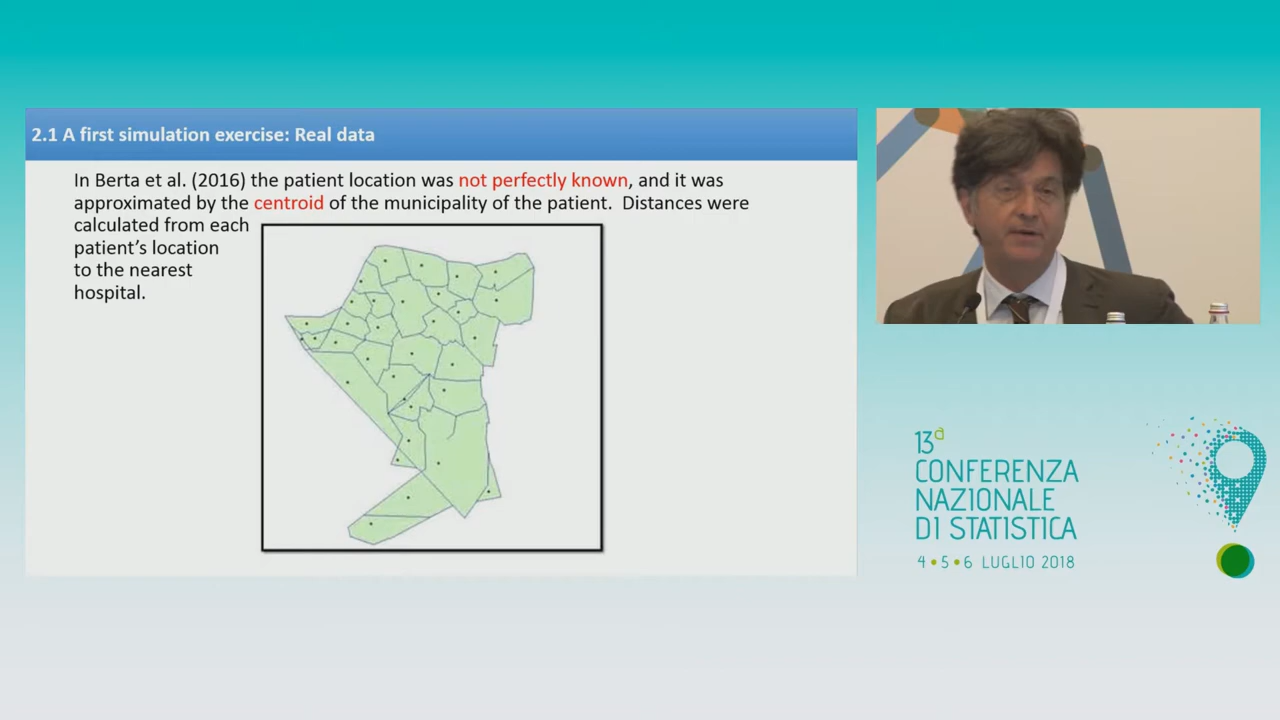 2.1 A first simulation exercise: Real data
In Berta et al. (2016) the patient location was not perfectly known, and it was
approximated by the centroid of the municipality of the patient. Distances were
calculated from each
patient's location
to the nearest
hospital.
13ª
CONFERENZA
NAZIONALE
DI STATISTICA
4 • 5 • 6 LUGLIO 2018